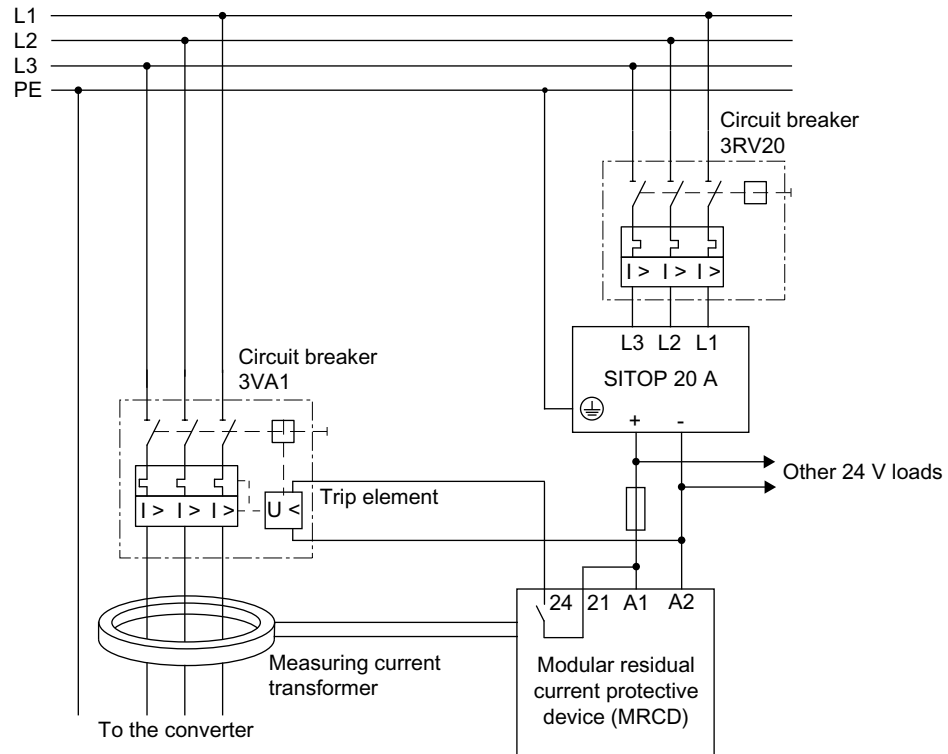 L1
L2
L3
PE
Circuit breaker
3RV20
I > I > I >
L3 L2 L1
SITOP 20 A
+ -
Other 24 V loads
Circuit breaker
3VA1
I > I > I >
U <
Trip element
24 21 A1 A2
Measuring current
transformer
Modular residual
current protective
device (MRCD)
To the converter